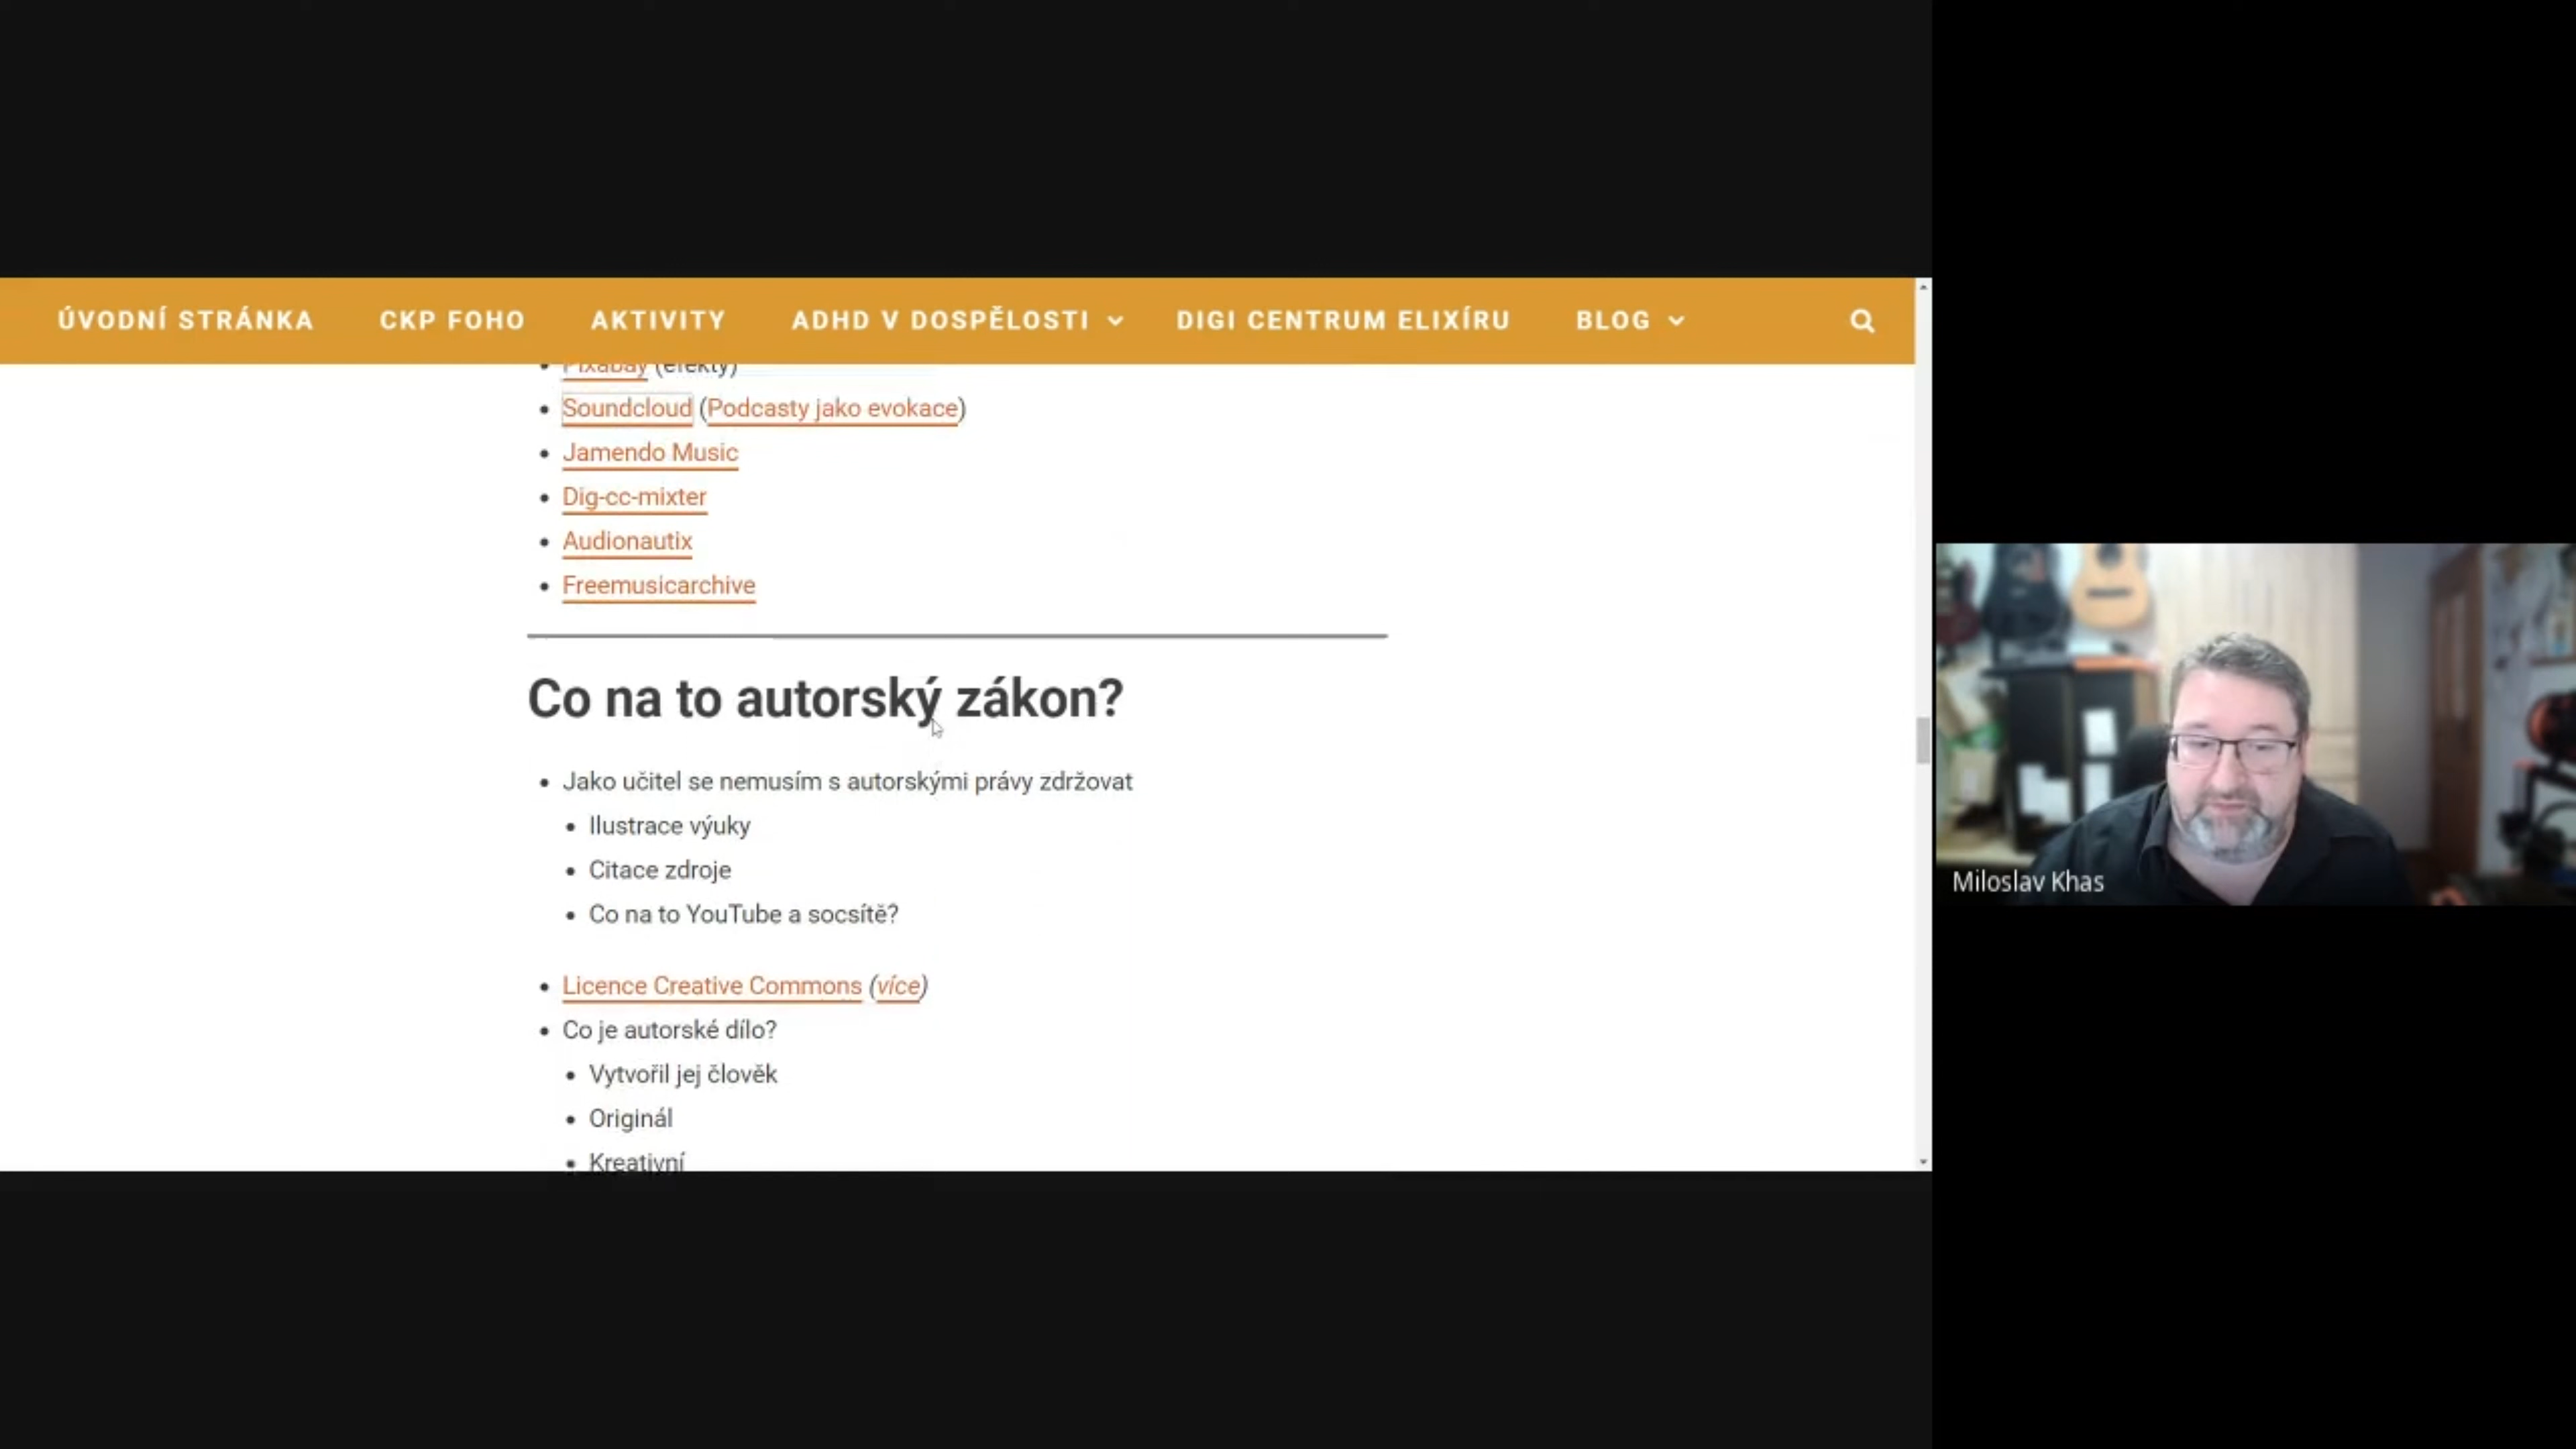 ÚVODNÍ STRÁNKA CKP FOHO AKTIVITY ADHD V DOSPĚLOSTI DIGI CENTRUM ELIXÍRU BLOG
Pixabay (efekty)
Soundcloud (Podcasty jako evokace)
Jamendo Music
Dig-cc-mixter
Audionautix
Freemusicarchive
Co na to autorský zákon?
Jako učitel se nemusím s autorskými právy zdržovat
Ilustrace výuky
Citace zdroje
Co na to YouTube a socsítě?
Licence Creative Commons (více)
Co je autorské dílo?
Vytvořil jej člověk
Originál
Kreativní
Miloslav Khas